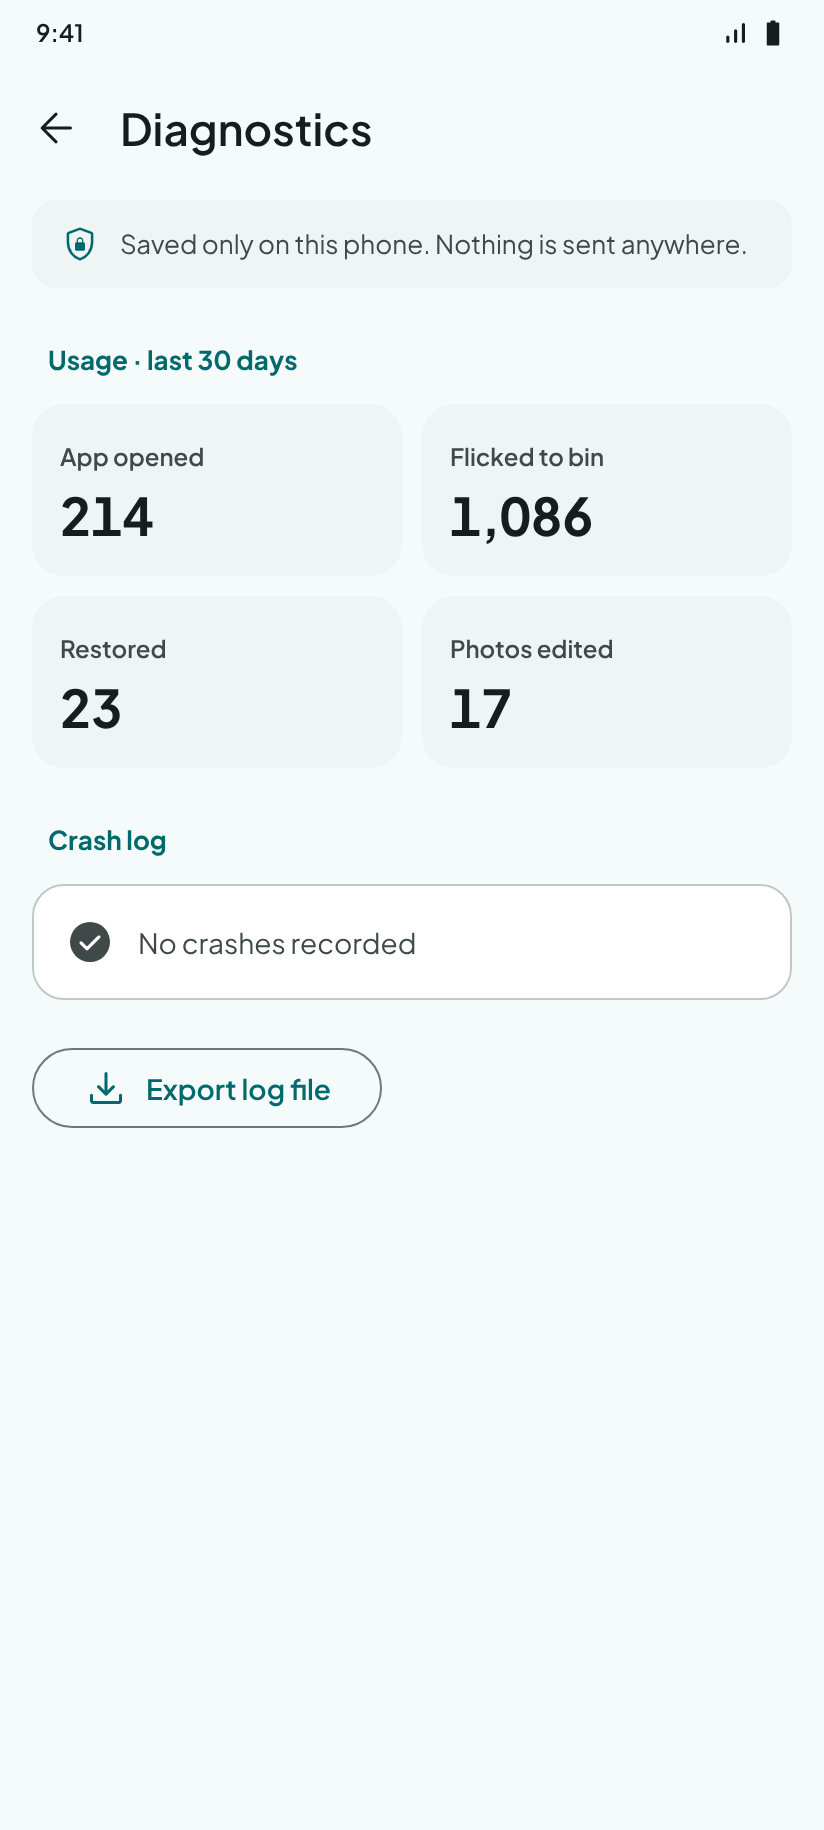 9:41
Diagnostics
Saved only on this phone. Nothing is sent anywhere.
Usage · last 30 days
App opened
214
Flicked to bin
1,086
Restored
23
Photos edited
17
Crash log
No crashes recorded
Export log file